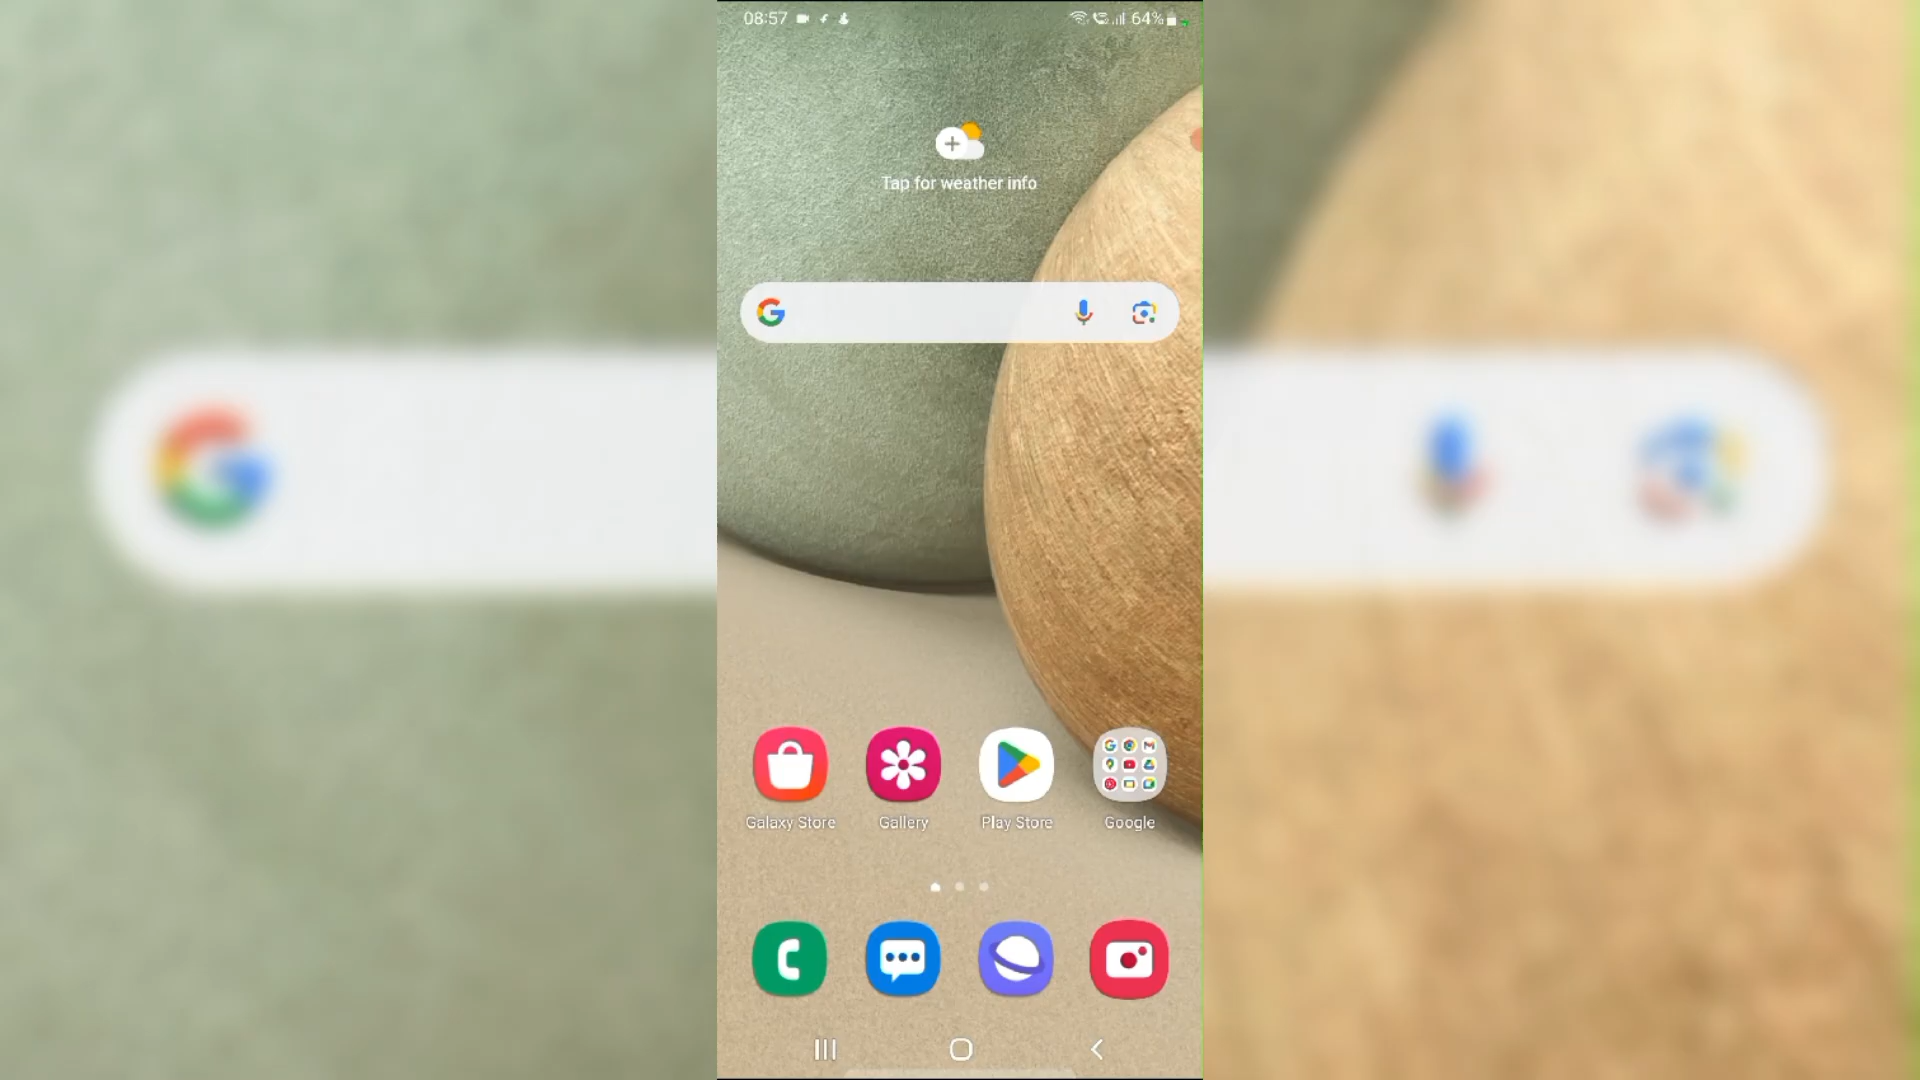 08:57
64%
Tap for weather info
Galaxy Store
Gallery
Play Store
Google